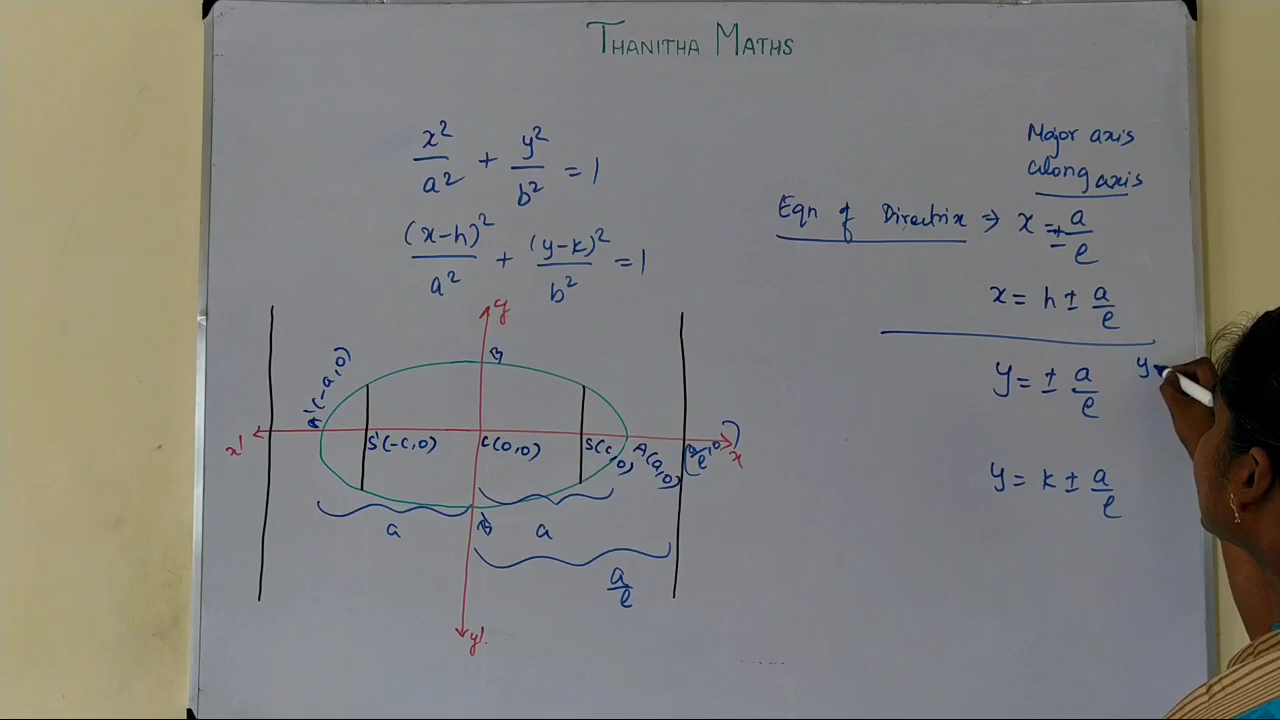 THANITHA MATHS
x²/a² + y²/b² = 1
(x-h)²/a² + (y-k)²/b² = 1
Major axis
along axis
Eqn of Directrix ⇒ x = ± a/e
x = h ± a/e
y = ± a/e
y
y = k ± a/e
y
B
A'(-a,0)
x'
S'(-c,0)
C(0,0)
S(c,0)
A(a,0)
(a/e,0)
x
a
B'
a
a/e
y'